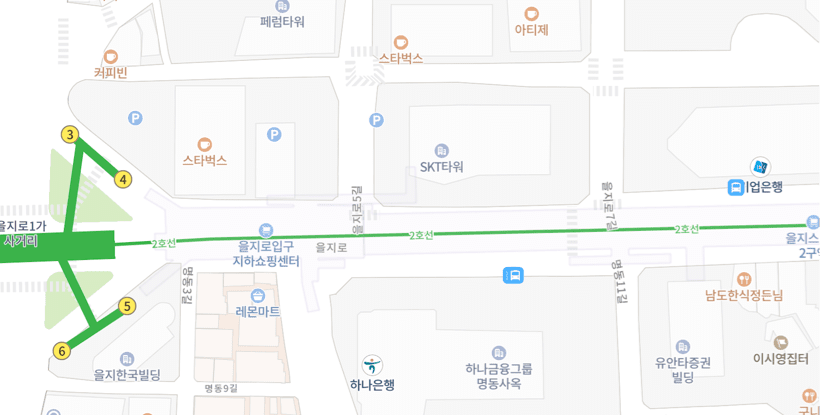 페럼타워
아티제
스타벅스
커피빈
P
P
P
3
스타벅스
SKT타워
4
기업은행
을지로5길
을지로7길
을지로1가
사거리
2호선
을지로입구
지하쇼핑센터
을지로
2호선
2호선
을지스
2구역
명동3길
명동11길
레몬마트
남도한식정든님
5
6
을지한국빌딩
하나은행
하나금융그룹
명동사옥
유안타증권
빌딩
이시영집터
명동9길